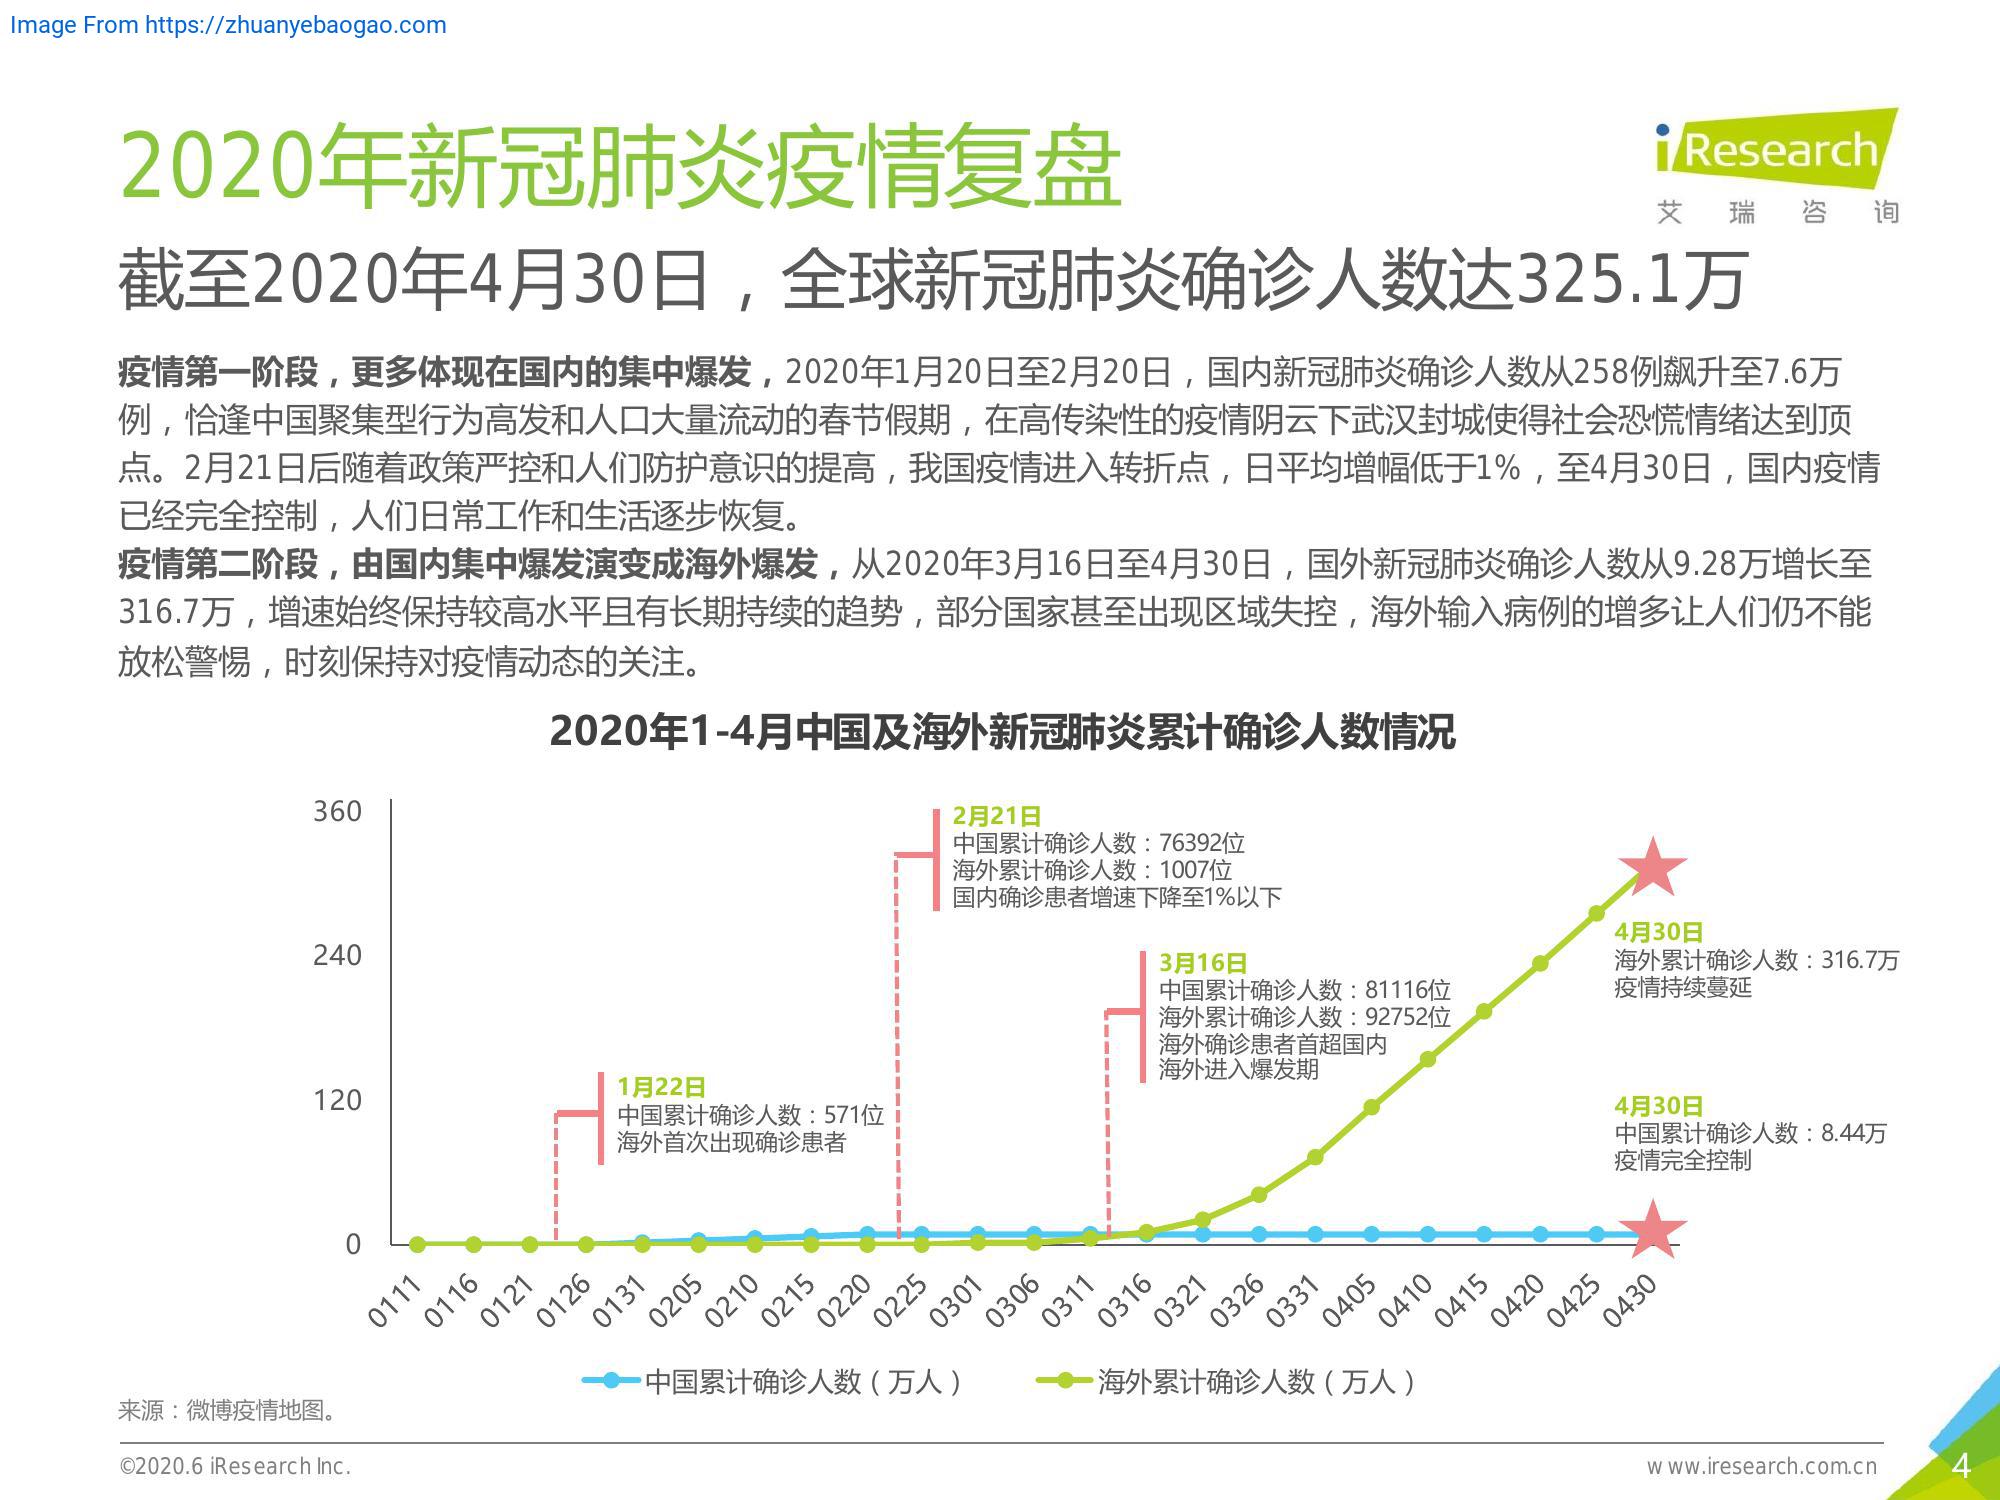 Image From https://zhuanyebaogao.com
2020年新冠肺炎疫情复盘
iResearch
艾瑞咨询
截至2020年4月30日，全球新冠肺炎确诊人数达325.1万
疫情第一阶段，更多体现在国内的集中爆发，2020年1月20日至2月20日，国内新冠肺炎确诊人数从258例飙升至7.6万
例，恰逢中国聚集型行为高发和人口大量流动的春节假期，在高传染性的疫情阴云下武汉封城使得社会恐慌情绪达到顶
点。2月21日后随着政策严控和人们防护意识的提高，我国疫情进入转折点，日平均增幅低于1%，至4月30日，国内疫情
已经完全控制，人们日常工作和生活逐步恢复。
疫情第二阶段，由国内集中爆发演变成海外爆发，从2020年3月16日至4月30日，国外新冠肺炎确诊人数从9.28万增长至
316.7万，增速始终保持较高水平且有长期持续的趋势，部分国家甚至出现区域失控，海外输入病例的增多让人们仍不能
放松警惕，时刻保持对疫情动态的关注。
2020年1-4月中国及海外新冠肺炎累计确诊人数情况
360
240
120
0
1月22日
中国累计确诊人数：571位
海外首次出现确诊患者
2月21日
中国累计确诊人数：76392位
海外累计确诊人数：1007位
国内确诊患者增速下降至1%以下
3月16日
中国累计确诊人数：81116位
海外累计确诊人数：92752位
海外确诊患者首超国内
海外进入爆发期
4月30日
海外累计确诊人数：316.7万
疫情持续蔓延
4月30日
中国累计确诊人数：8.44万
疫情完全控制
0111 0116 0121 0126 0131 0205 0210 0215 0220 0225 0301 0306 0311 0316 0321 0326 0331 0405 0410 0415 0420 0425 0430
中国累计确诊人数（万人） 海外累计确诊人数（万人）
来源：微博疫情地图。
©2020.6 iResearch Inc.
www.iresearch.com.cn
4